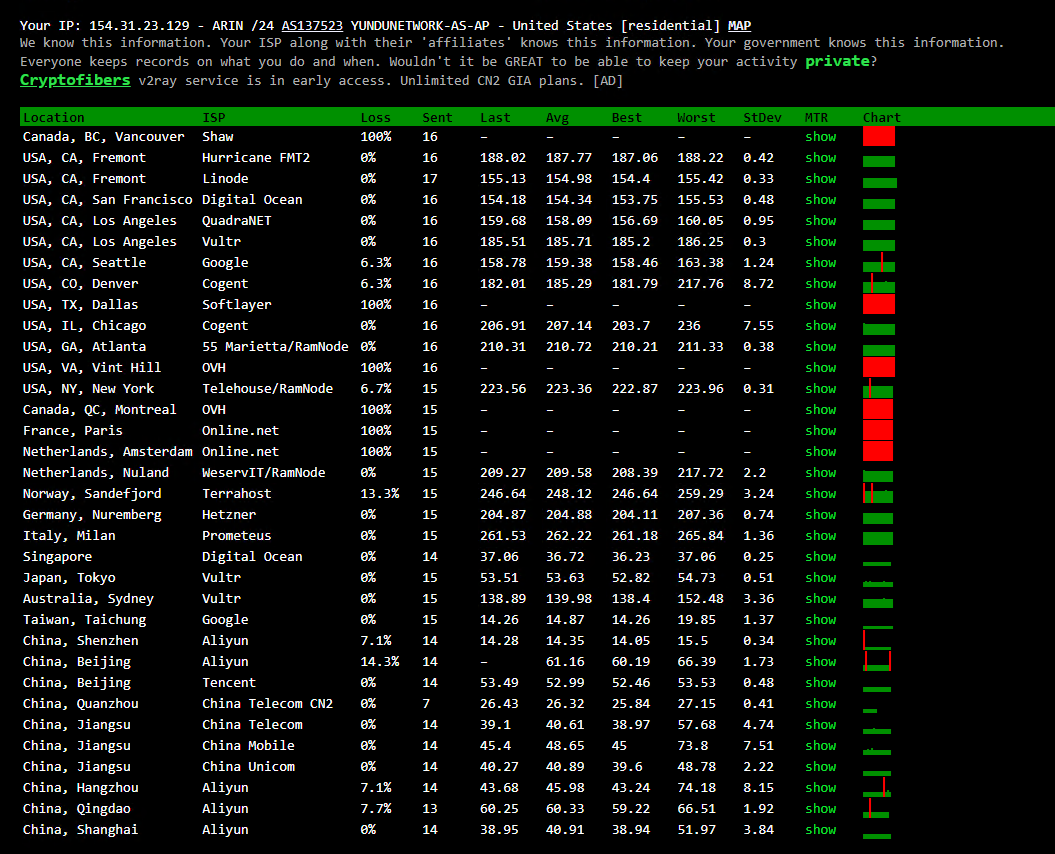 Your IP: 154.31.23.129 - ARIN /24 AS137523 YUNDUNETWORK-AS-AP - United States [residential] MAP
We know this information. Your ISP along with their 'affiliates' knows this information. Your government knows this information.
Everyone keeps records on what you do and when. Wouldn't it be GREAT to be able to keep your activity private?
Cryptofibers v2ray service is in early access. Unlimited CN2 GIA plans. [AD]
Location ISP Loss Sent Last Avg Best Worst StDev MTR Chart
Canada, BC, Vancouver Shaw 100% 16 – – – – – show
USA, CA, Fremont Hurricane FMT2 0% 16 188.02 187.77 187.06 188.22 0.42 show
USA, CA, Fremont Linode 0% 17 155.13 154.98 154.4 155.42 0.33 show
USA, CA, San Francisco Digital Ocean 0% 16 154.18 154.34 153.75 155.53 0.48 show
USA, CA, Los Angeles QuadraNET 0% 16 159.68 158.09 156.69 160.05 0.95 show
USA, CA, Los Angeles Vultr 0% 16 185.51 185.71 185.2 186.25 0.3 show
USA, CA, Seattle Google 6.3% 16 158.78 159.38 158.46 163.38 1.24 show
USA, CO, Denver Cogent 6.3% 16 182.01 185.29 181.79 217.76 8.72 show
USA, TX, Dallas Softlayer 100% 16 – – – – – show
USA, IL, Chicago Cogent 0% 16 206.91 207.14 203.7 236 7.55 show
USA, GA, Atlanta 55 Marietta/RamNode 0% 16 210.31 210.72 210.21 211.33 0.38 show
USA, VA, Vint Hill OVH 100% 16 – – – – – show
USA, NY, New York Telehouse/RamNode 6.7% 15 223.56 223.36 222.87 223.96 0.31 show
Canada, QC, Montreal OVH 100% 15 – – – – – show
France, Paris Online.net 100% 15 – – – – – show
Netherlands, Amsterdam Online.net 100% 15 – – – – – show
Netherlands, Nuland WeservIT/RamNode 0% 15 209.27 209.58 208.39 217.72 2.2 show
Norway, Sandefjord Terrahost 13.3% 15 246.64 248.12 246.64 259.29 3.24 show
Germany, Nuremberg Hetzner 0% 15 204.87 204.88 204.11 207.36 0.74 show
Italy, Milan Prometeus 0% 15 261.53 262.22 261.18 265.84 1.36 show
Singapore Digital Ocean 0% 14 37.06 36.72 36.23 37.06 0.25 show
Japan, Tokyo Vultr 0% 15 53.51 53.63 52.82 54.73 0.51 show
Australia, Sydney Vultr 0% 15 138.89 139.98 138.4 152.48 3.36 show
Taiwan, Taichung Google 0% 15 14.26 14.87 14.26 19.85 1.37 show
China, Shenzhen Aliyun 7.1% 14 14.28 14.35 14.05 15.5 0.34 show
China, Beijing Aliyun 14.3% 14 – 61.16 60.19 66.39 1.73 show
China, Beijing Tencent 0% 14 53.49 52.99 52.46 53.53 0.48 show
China, Quanzhou China Telecom CN2 0% 7 26.43 26.32 25.84 27.15 0.41 show
China, Jiangsu China Telecom 0% 14 39.1 40.61 38.97 57.68 4.74 show
China, Jiangsu China Mobile 0% 14 45.4 48.65 45 73.8 7.51 show
China, Jiangsu China Unicom 0% 14 40.27 40.89 39.6 48.78 2.22 show
China, Hangzhou Aliyun 7.1% 14 43.68 45.98 43.24 74.18 8.15 show
China, Qingdao Aliyun 7.7% 13 60.25 60.33 59.22 66.51 1.92 show
China, Shanghai Aliyun 0% 14 38.95 40.91 38.94 51.97 3.84 show